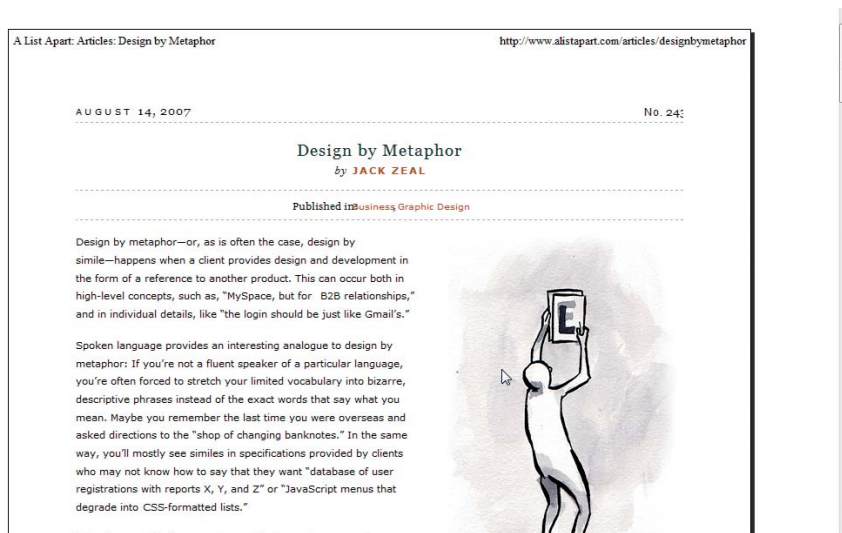 A List Apart: Articles: Design by Metaphor http://www.alistapart.com/articles/designbymetaphor
AUGUST 14, 2007 No. 243
Design by Metaphor
by JACK ZEAL
Published in Business, Graphic Design
Design by metaphor—or, as is often the case, design by
simile—happens when a client provides design and development in
the form of a reference to another product. This can occur both in
high-level concepts, such as, “MySpace, but for B2B relationships,”
and in individual details, like “the login should be just like Gmail’s.”
Spoken language provides an interesting analogue to design by
metaphor: If you’re not a fluent speaker of a particular language,
you’re often forced to stretch your limited vocabulary into bizarre,
descriptive phrases instead of the exact words that say what you
mean. Maybe you remember the last time you were overseas and
asked directions to the “shop of changing banknotes.” In the same
way, you’ll mostly see similes in specifications provided by clients
who may not know how to say that they want “database of user
registrations with reports X, Y, and Z” or “JavaScript menus that
degrade into CSS-formatted lists.”
E